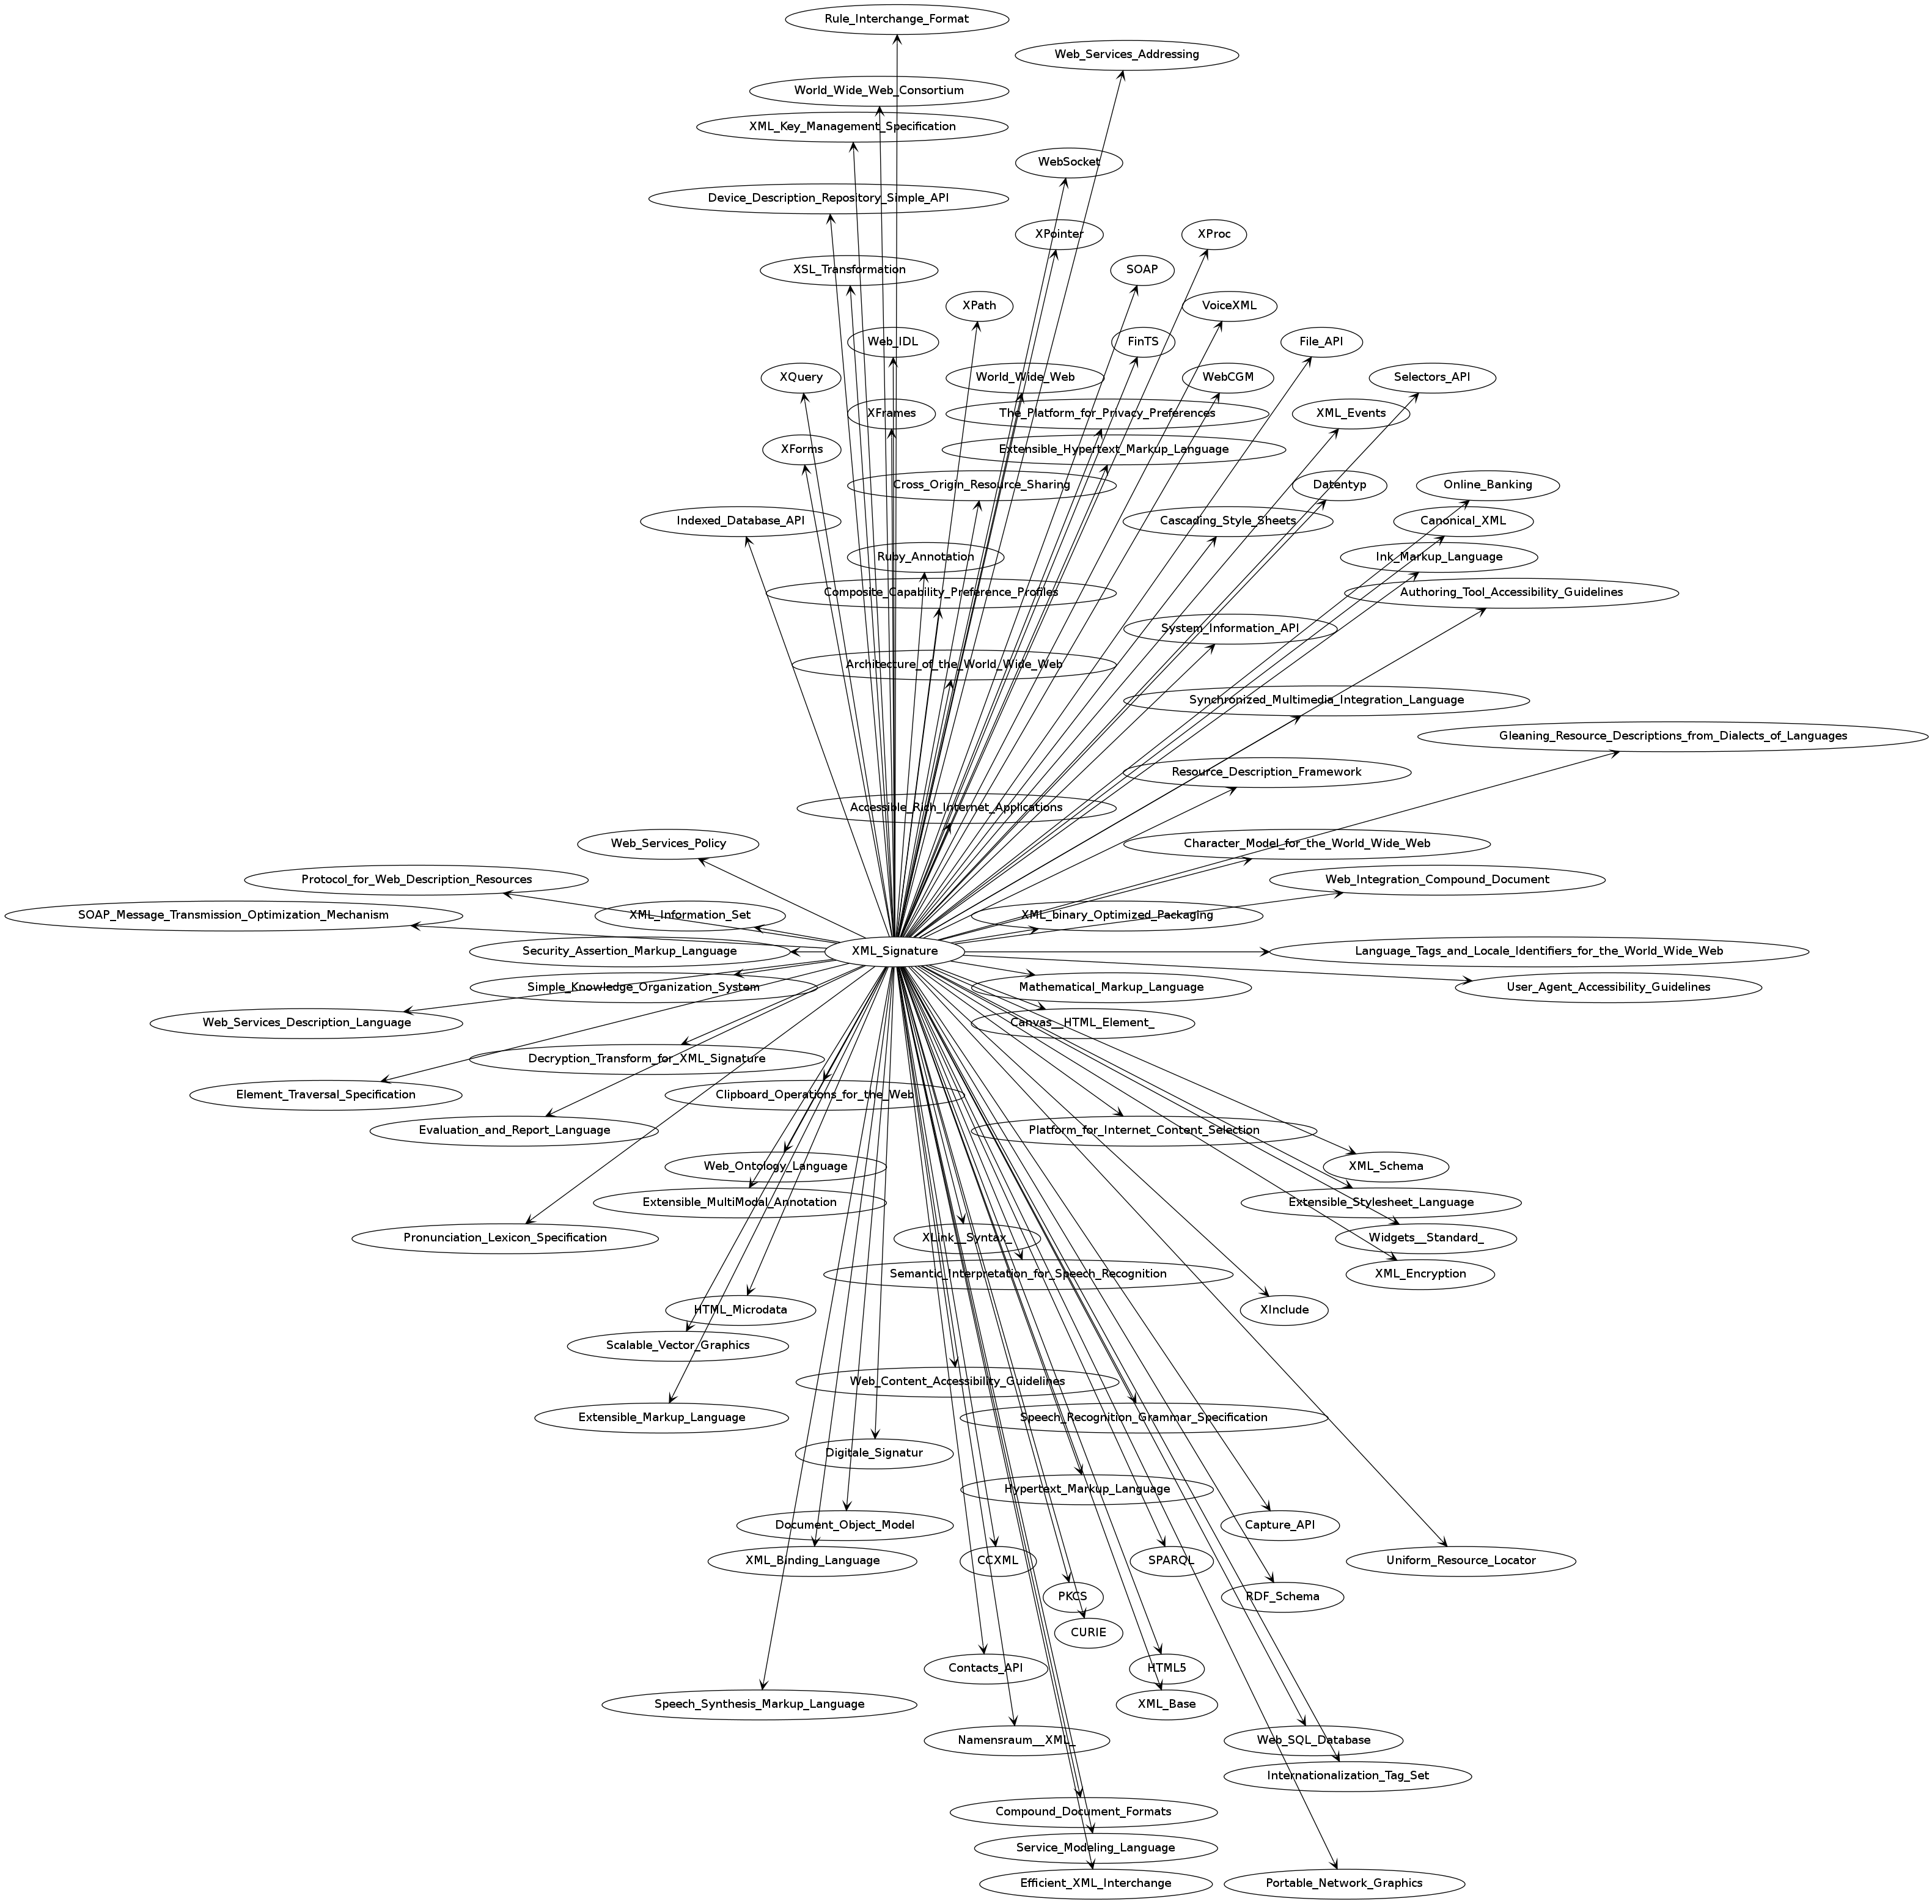 Rule_Interchange_Format
Web_Services_Addressing
World_Wide_Web_Consortium
XML_Key_Management_Specification
WebSocket
Device_Description_Repository_Simple_API
XPointer
XProc
XSL_Transformation
SOAP
XPath
VoiceXML
Web_IDL
FinTS
File_API
XQuery
World_Wide_Web
WebCGM
Selectors_API
XFrames
The_Platform_for_Privacy_Preferences
XML_Events
XForms
Extensible_Hypertext_Markup_Language
Cross_Origin_Resource_Sharing
Datentyp
Online_Banking
Indexed_Database_API
Cascading_Style_Sheets
Canonical_XML
Ruby_Annotation
Ink_Markup_Language
Composite_Capability_Preference_Profiles
Authoring_Tool_Accessibility_Guidelines
System_Information_API
Architecture_of_the_World_Wide_Web
Synchronized_Multimedia_Integration_Language
Gleaning_Resource_Descriptions_from_Dialects_of_Languages
Resource_Description_Framework
Accessible_Rich_Internet_Applications
Web_Services_Policy
Character_Model_for_the_World_Wide_Web
Protocol_for_Web_Description_Resources
Web_Integration_Compound_Document
SOAP_Message_Transmission_Optimization_Mechanism
XML_Information_Set
XML_binary_Optimized_Packaging
Security_Assertion_Markup_Language
XML_Signature
Language_Tags_and_Locale_Identifiers_for_the_World_Wide_Web
Simple_Knowledge_Organization_System
Mathematical_Markup_Language
User_Agent_Accessibility_Guidelines
Web_Services_Description_Language
Canvas__HTML_Element_
Decryption_Transform_for_XML_Signature
Element_Traversal_Specification
Clipboard_Operations_for_the_Web
Evaluation_and_Report_Language
Platform_for_Internet_Content_Selection
Web_Ontology_Language
XML_Schema
Extensible_MultiModal_Annotation
Extensible_Stylesheet_Language
Pronunciation_Lexicon_Specification
XLink__Syntax_
Widgets__Standard_
Semantic_Interpretation_for_Speech_Recognition
XML_Encryption
HTML_Microdata
XInclude
Scalable_Vector_Graphics
Web_Content_Accessibility_Guidelines
Extensible_Markup_Language
Speech_Recognition_Grammar_Specification
Digitale_Signatur
Hypertext_Markup_Language
Document_Object_Model
Capture_API
XML_Binding_Language
CCXML
SPARQL
Uniform_Resource_Locator
PKCS
RDF_Schema
CURIE
Contacts_API
HTML5
Speech_Synthesis_Markup_Language
XML_Base
Namensraum__XML_
Web_SQL_Database
Internationalization_Tag_Set
Compound_Document_Formats
Service_Modeling_Language
Efficient_XML_Interchange
Portable_Network_Graphics